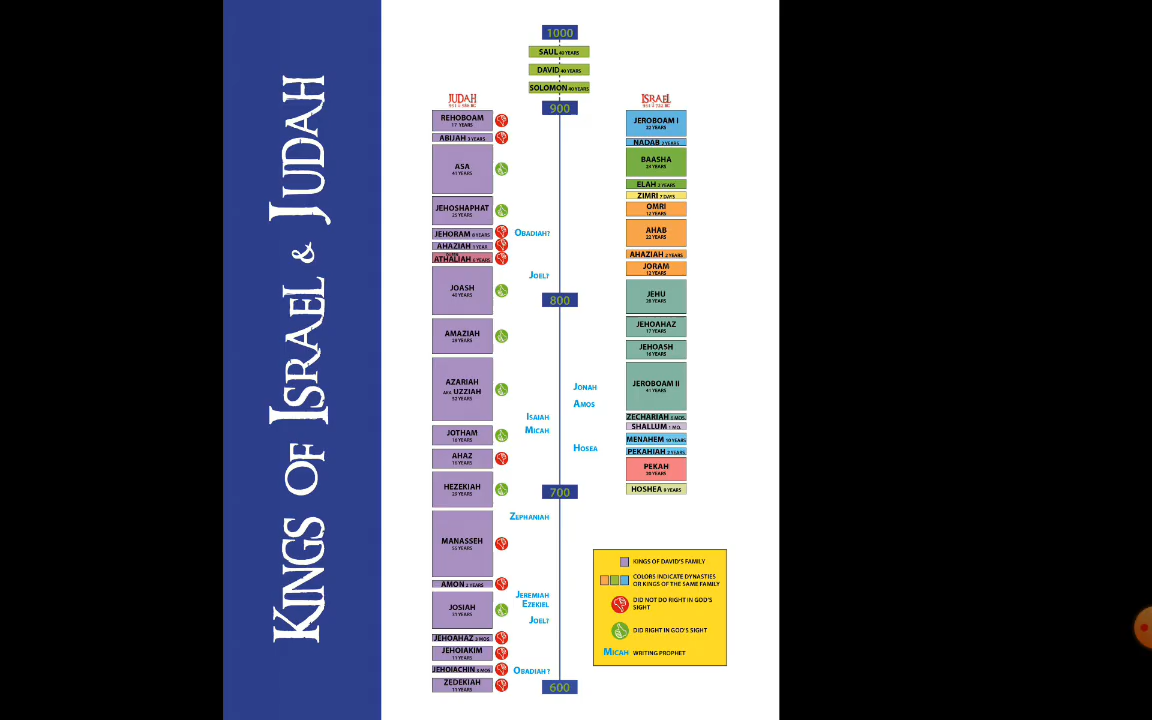 KINGS OF ISRAEL & JUDAH
1000
SAUL 40 YEARS
DAVID 40 YEARS
SOLOMON 40 YEARS
900
JUDAH
REHOBOAM
17 YEARS
ABIJAH 3 YEARS
ASA
41 YEARS
JEHOSHAPHAT
25 YEARS
JEHORAM 8 YEARS
AHAZIAH 1 YEAR
ATHALIAH 6 YEARS
JOASH
40 YEARS
AMAZIAH
29 YEARS
AZARIAH
AKA UZZIAH
52 YEARS
JOTHAM
16 YEARS
AHAZ
16 YEARS
HEZEKIAH
29 YEARS
MANASSEH
55 YEARS
AMON 2 YEARS
JOSIAH
31 YEARS
JEHOAHAZ 3 MOS.
JEHOIAKIM
11 YEARS
JEHOIACHIN 3 MOS
ZEDEKIAH
11 YEARS
OBADIAH?
JOEL?
800
ISAIAH
MICAH
JONAH
AMOS
HOSEA
700
ZEPHANIAH
JEREMIAH
EZEKIEL
JOEL?
OBADIAH ?
600
ISRAEL
JEROBOAM I
22 YEARS
NADAB 2 YEARS
BAASHA
24 YEARS
ELAH 2 YEARS
ZIMRI 7 DAYS
OMRI
12 YEARS
AHAB
22 YEARS
AHAZIAH 2 YEARS
JORAM
12 YEARS
JEHU
28 YEARS
JEHOAHAZ
17 YEARS
JEHOASH
16 YEARS
JEROBOAM II
41 YEARS
ZECHARIAH 6 MOS.
SHALLUM 1 MO.
MENAHEM 10 YEARS
PEKAHIAH 2 YEARS
PEKAH
20 YEARS
HOSHEA 9 YEARS
KINGS OF DAVID'S FAMILY
COLORS INDICATE DYNASTIES
OR KINGS OF THE SAME FAMILY
DID NOT DO RIGHT IN GOD'S
SIGHT
DID RIGHT IN GOD'S SIGHT
MICAH WRITING PROPHET